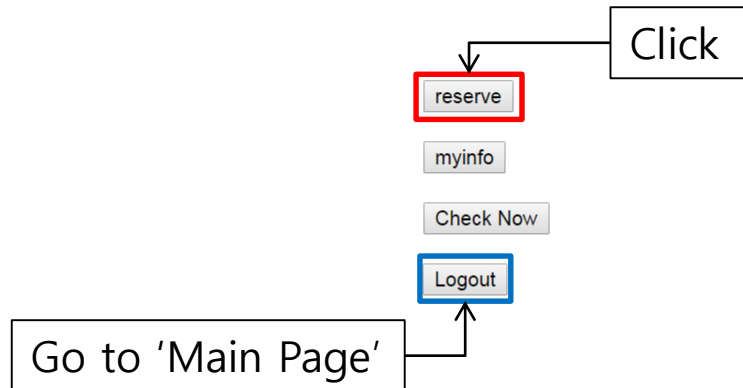 Click
reserve
myinfo
Check Now
Logout
Go to 'Main Page'